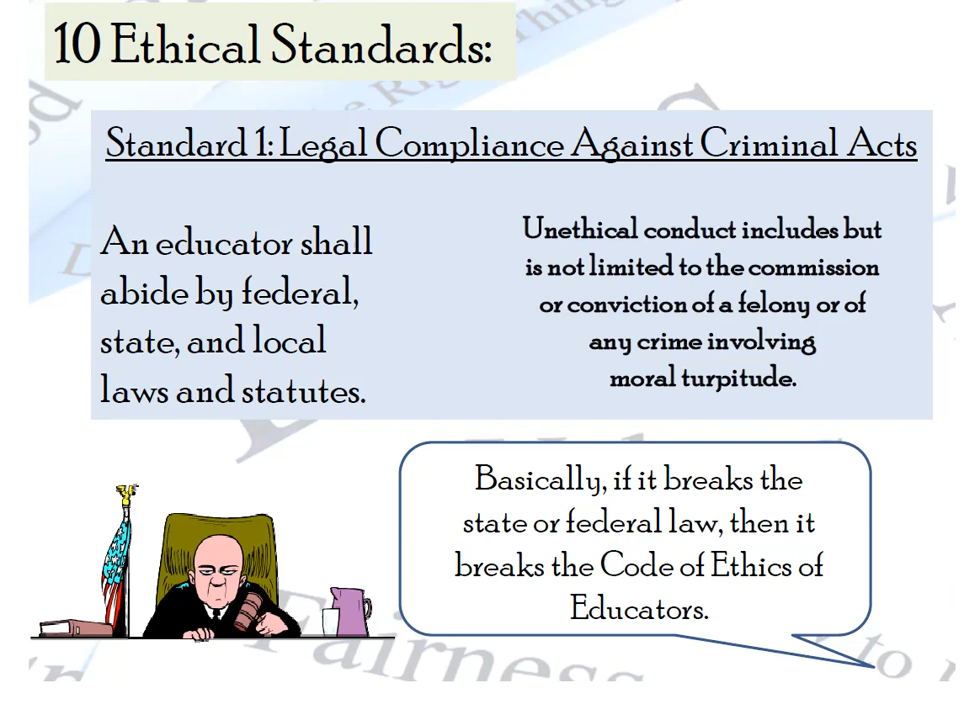 10 Ethical Standards:
Standard 1: Legal Compliance Against Criminal Acts
An educator shall
abide by federal,
state, and local
laws and statutes.
Unethical conduct includes but
is not limited to the commission
or conviction of a felony or of
any crime involving
moral turpitude.
Basically, if it breaks the
state or federal law, then it
breaks the Code of Ethics of
Educators.
Fairness
to